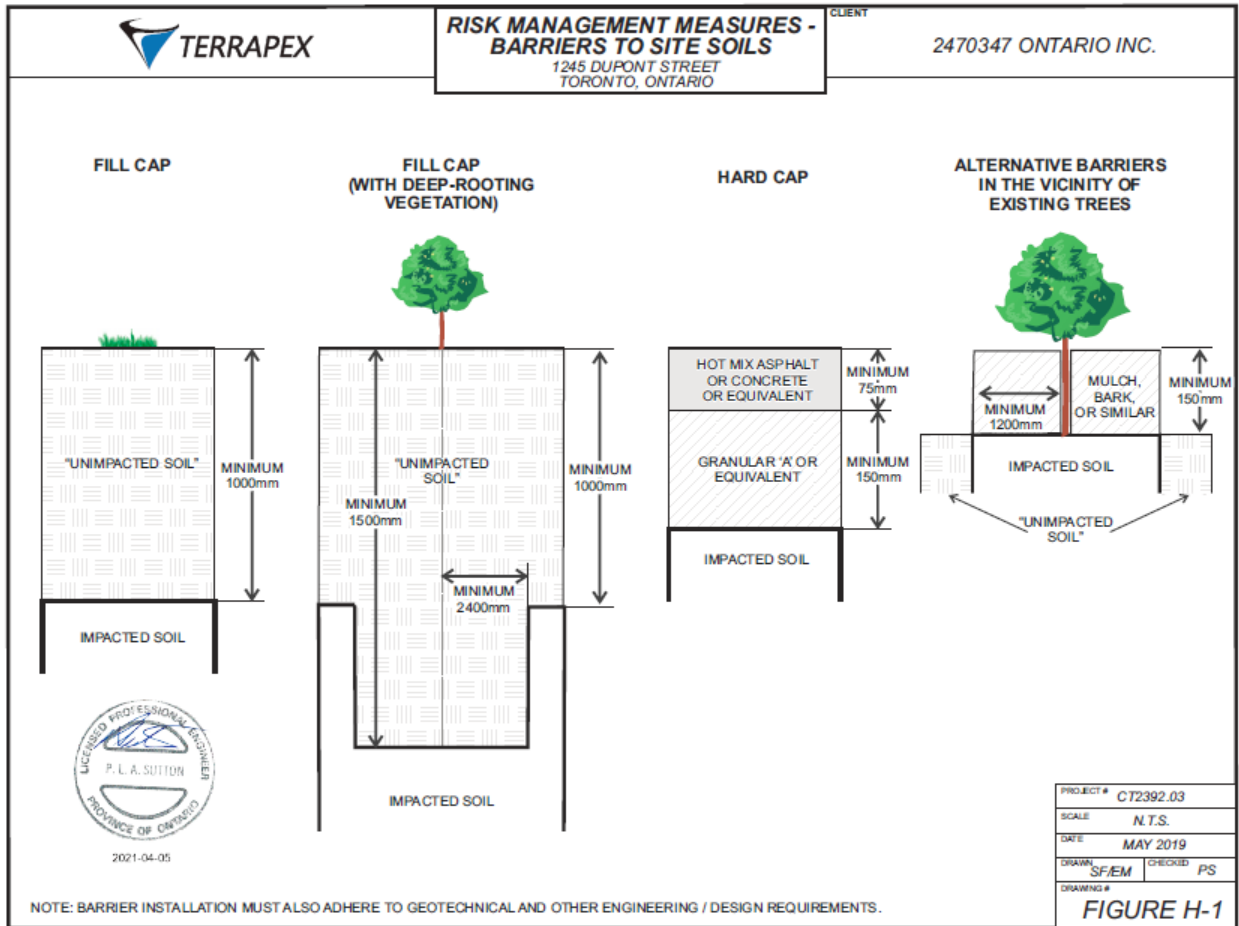 TERRAPEX
RISK MANAGEMENT MEASURES -
BARRIERS TO SITE SOILS
1245 DUPONT STREET
TORONTO, ONTARIO
CLIENT
2470347 ONTARIO INC.
FILL CAP
"UNIMPACTED SOIL"
MINIMUM
1000mm
IMPACTED SOIL
FILL CAP
(WITH DEEP-ROOTING
VEGETATION)
"UNIMPACTED
SOIL"
MINIMUM
1500mm
MINIMUM
1000mm
MINIMUM
2400mm
IMPACTED SOIL
HARD CAP
HOT MIX ASPHALT
OR CONCRETE
OR EQUIVALENT
MINIMUM
75mm
GRANULAR 'A' OR
EQUIVALENT
MINIMUM
150mm
IMPACTED SOIL
ALTERNATIVE BARRIERS
IN THE VICINITY OF
EXISTING TREES
MINIMUM
1200mm
MULCH,
BARK,
OR SIMILAR
MINIMUM
150mm
IMPACTED SOIL
"UNIMPACTED
SOIL"
LICENSED PROFESSIONAL ENGINEER
P. L. A. SUTTON
PROVINCE OF ONTARIO
2021-04-05
NOTE: BARRIER INSTALLATION MUST ALSO ADHERE TO GEOTECHNICAL AND OTHER ENGINEERING / DESIGN REQUIREMENTS.
PROJECT # CT2392.03
SCALE N.T.S.
DATE MAY 2019
DRAWN SF/EM CHECKED PS
DRAWING #
FIGURE H-1